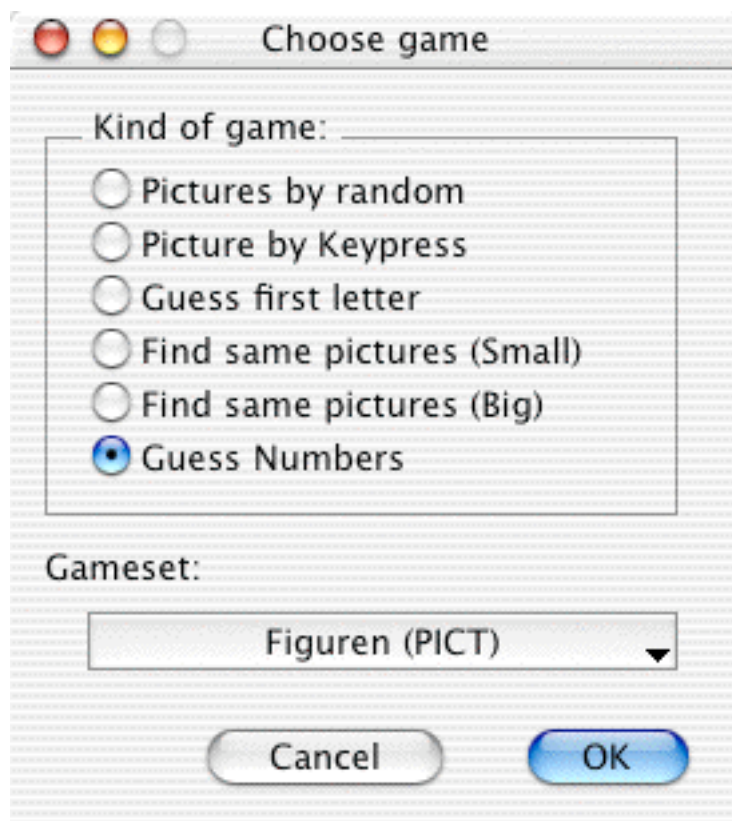 Choose game
Kind of game:
Pictures by random
Picture by Keypress
Guess first letter
Find same pictures (Small)
Find same pictures (Big)
Guess Numbers
Gameset:
Figuren (PICT)
Cancel OK